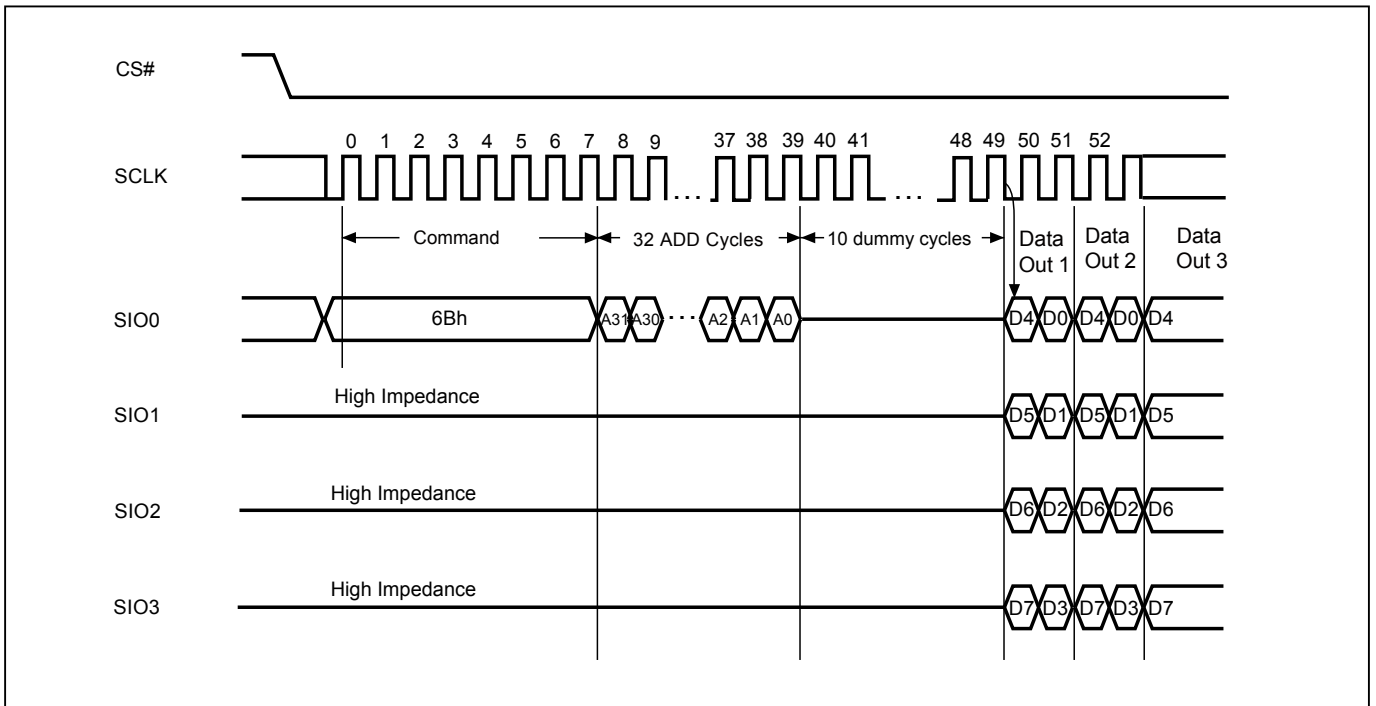 CS#
0 1 2 3 4 5 6 7 8 9 37 38 39 40 41 48 49 50 51 52
SCLK
Command 32 ADD Cycles 10 dummy cycles Data Out 1 Data Out 2 Data Out 3
SIO0 6Bh A31 A30 A2 A1 A0 D4 D0 D4 D0 D4
High Impedance
SIO1 D5 D1 D5 D1 D5
High Impedance
SIO2 D6 D2 D6 D2 D6
High Impedance
SIO3 D7 D3 D7 D3 D7